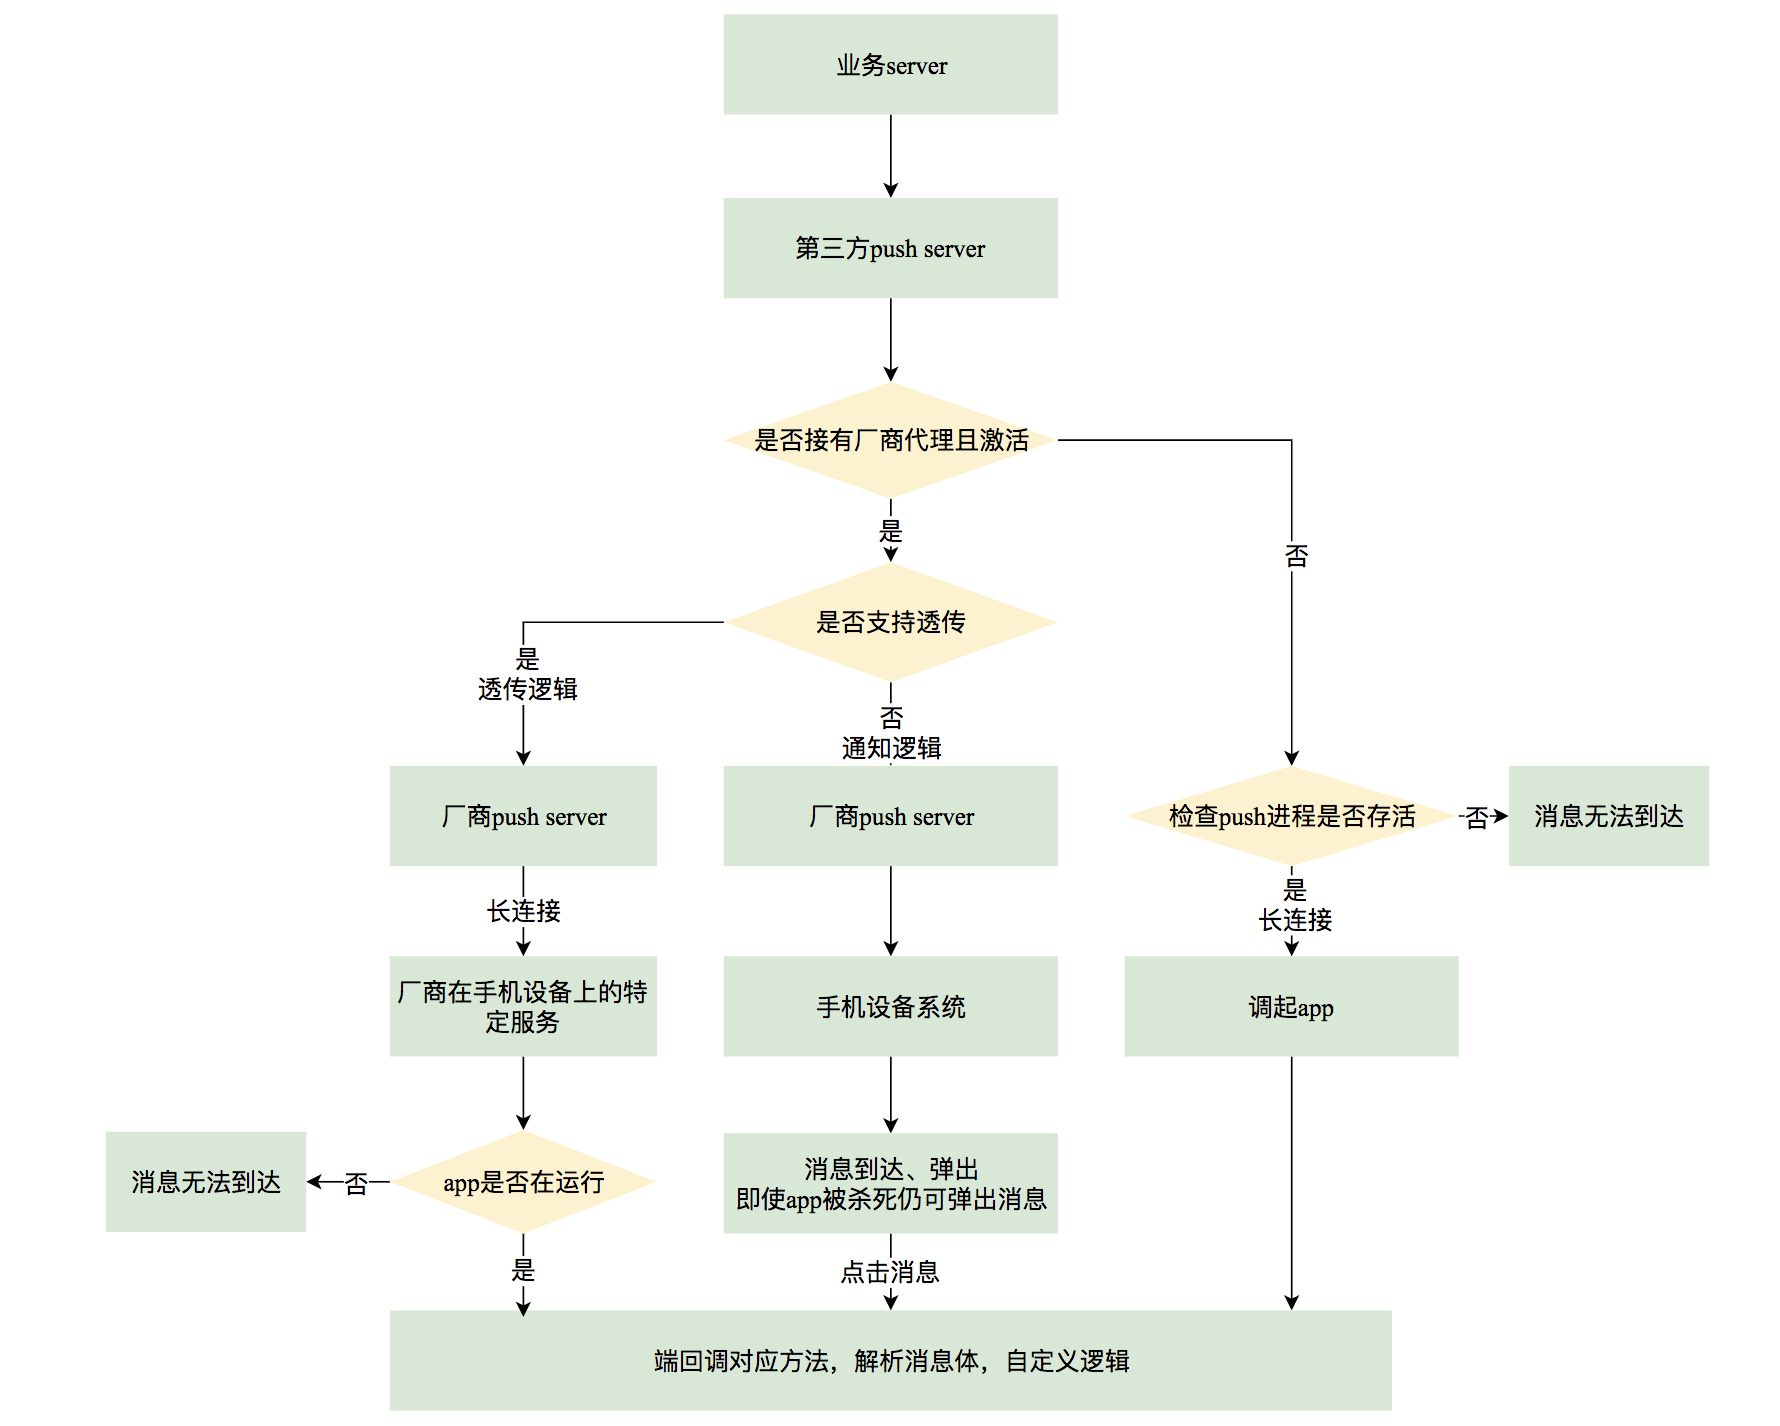 业务server
第三方push server
是否接有厂商代理且激活
是
否
是否支持透传
是
透传逻辑
否
通知逻辑
厂商push server
厂商push server
检查push进程是否存活
否
消息无法到达
长连接
是
长连接
厂商在手机设备上的特
定服务
手机设备系统
调起app
消息无法到达
否
app是否在运行
消息到达、弹出
即使app被杀死仍可弹出消息
是
点击消息
端回调对应方法，解析消息体，自定义逻辑